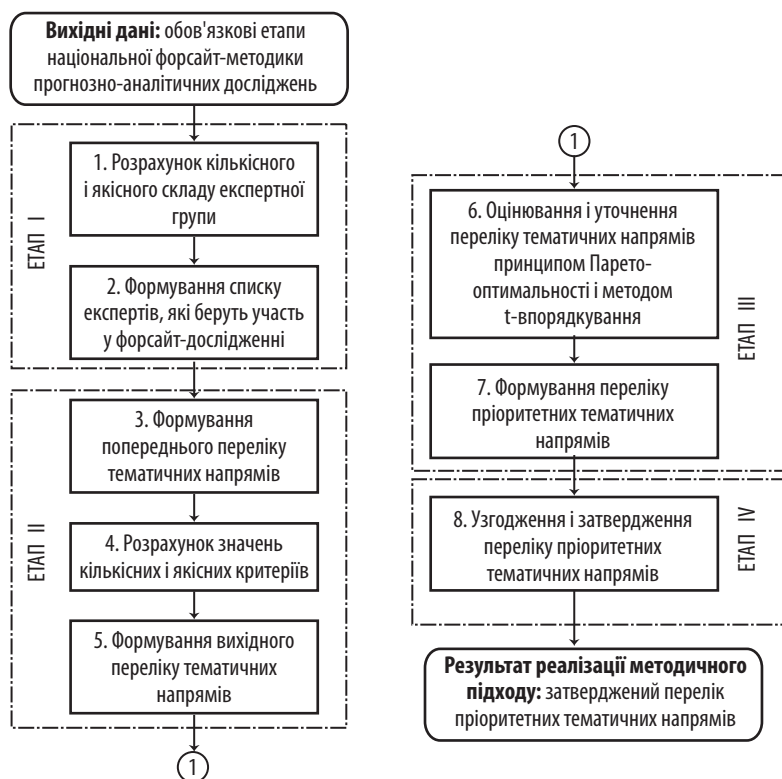 Вихідні дані: обов'язкові етапи
національної форсайт-методики
прогнозно-аналітичних досліджень
ЕТАП I
1. Розрахунок кількісного
і якісного складу експертної
групи
2. Формування списку
експертів, які беруть участь
у форсайт-дослідженні
ЕТАП II
3. Формування
попереднього переліку
тематичних напрямів
4. Розрахунок значень
кількісних і якісних критеріїв
5. Формування вихідного
переліку тематичних
напрямів
1
1
ЕТАП III
6. Оцінювання і уточнення
переліку тематичних напрямів
принципом Парето-
оптимальності і методом
t-впорядкування
7. Формування переліку
пріоритетних тематичних
напрямів
ЕТАП IV
8. Узгодження і затвердження
переліку пріоритетних
тематичних напрямів
Результат реалізації методичного
підходу: затверджений перелік
пріоритетних тематичних напрямів